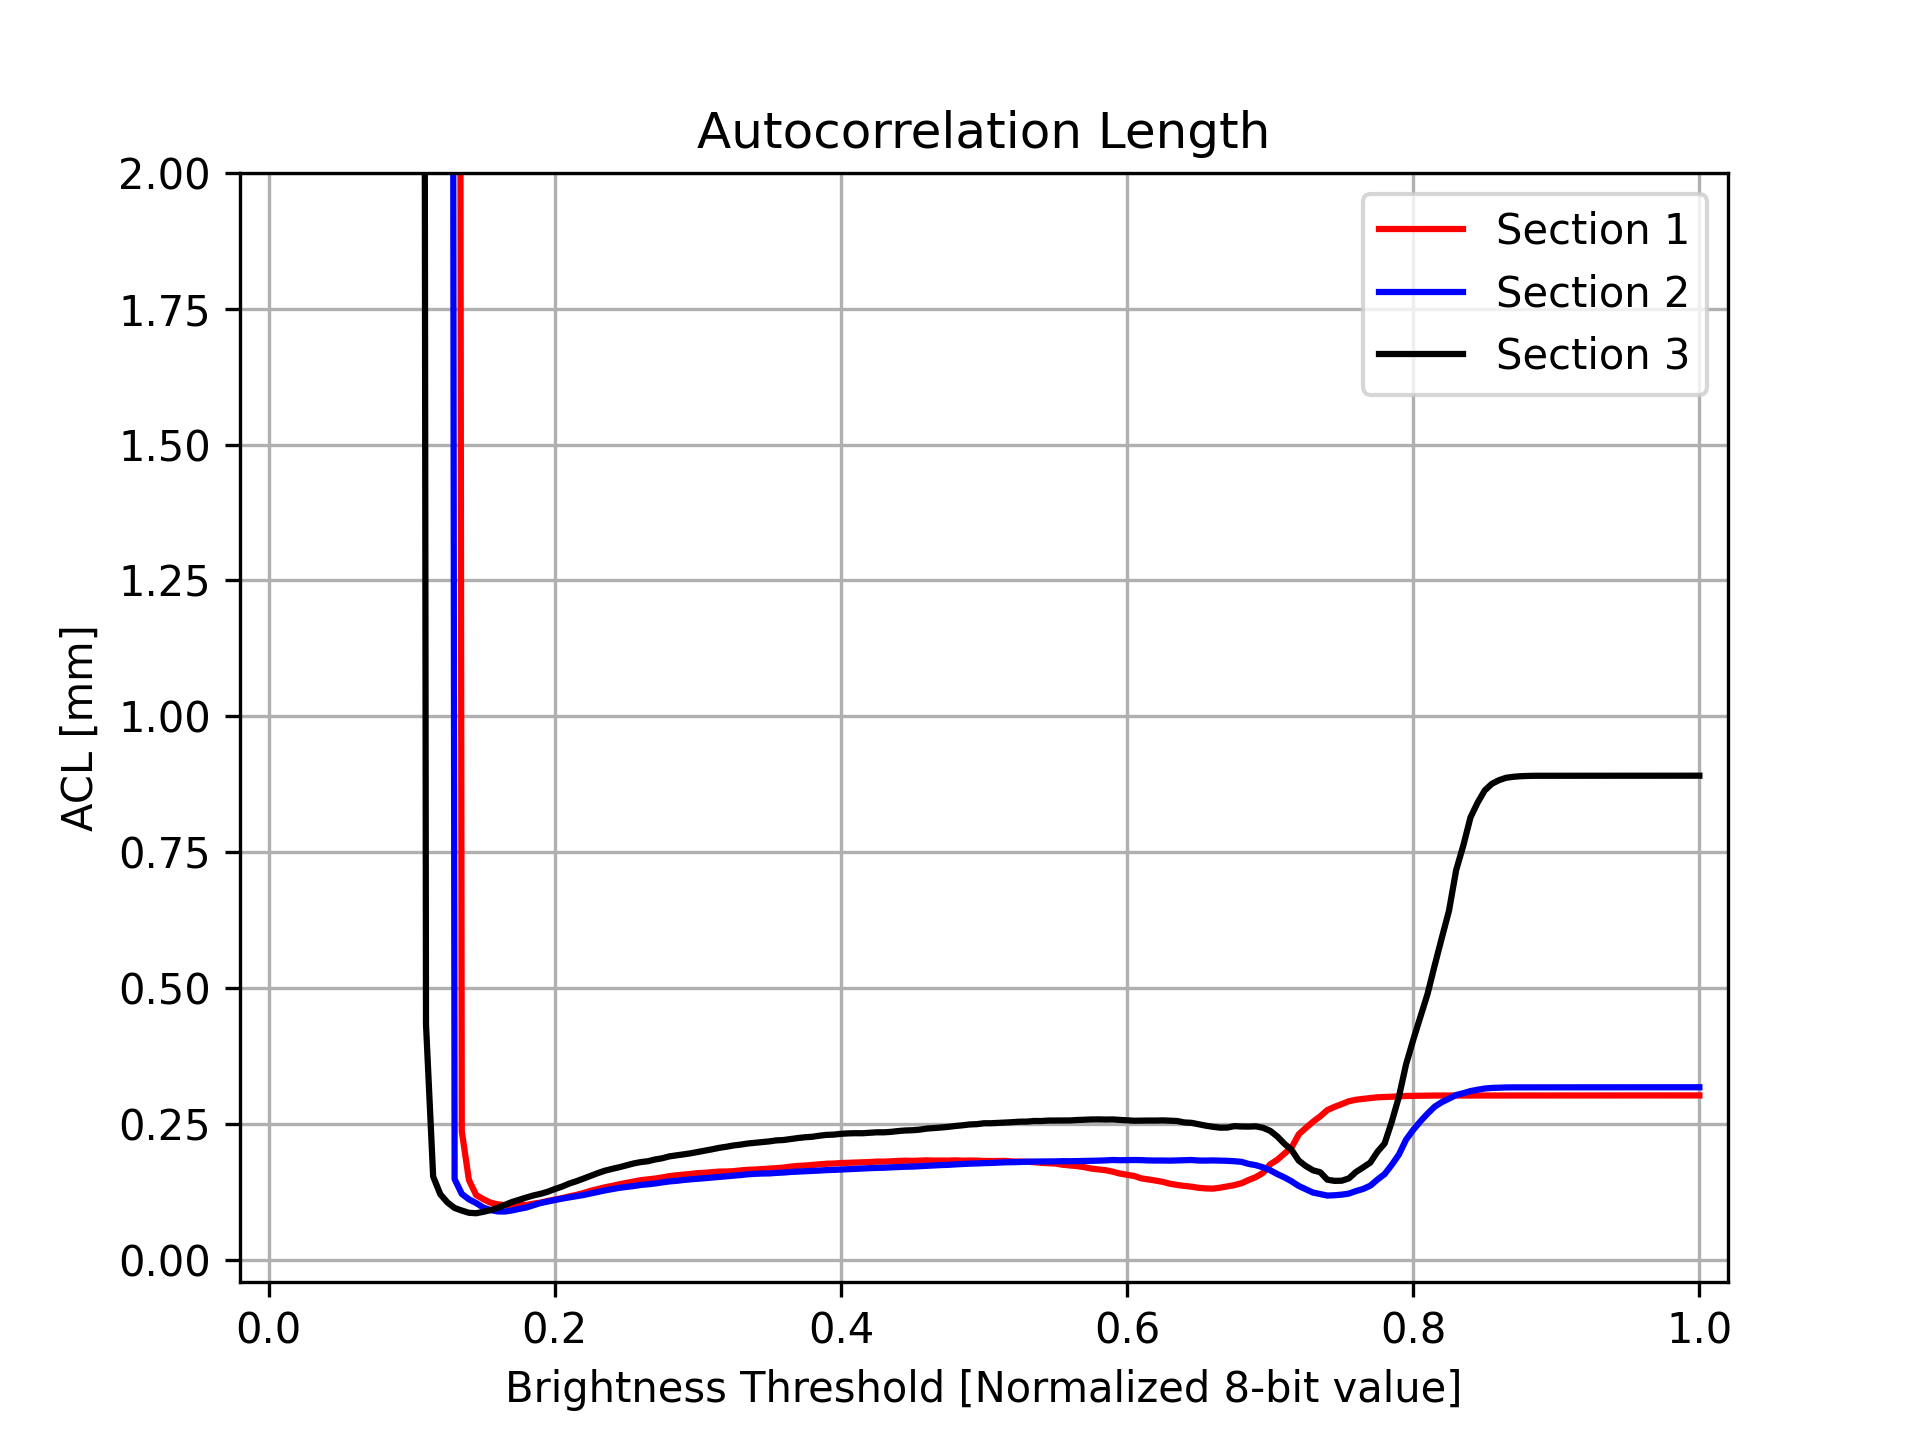 Autocorrelation Length
2.00
1.75
1.50
1.25
1.00
0.75
0.50
0.25
0.00
ACL [mm]
Section 1
Section 2
Section 3
0.0 0.2 0.4 0.6 0.8 1.0
Brightness Threshold [Normalized 8-bit value]